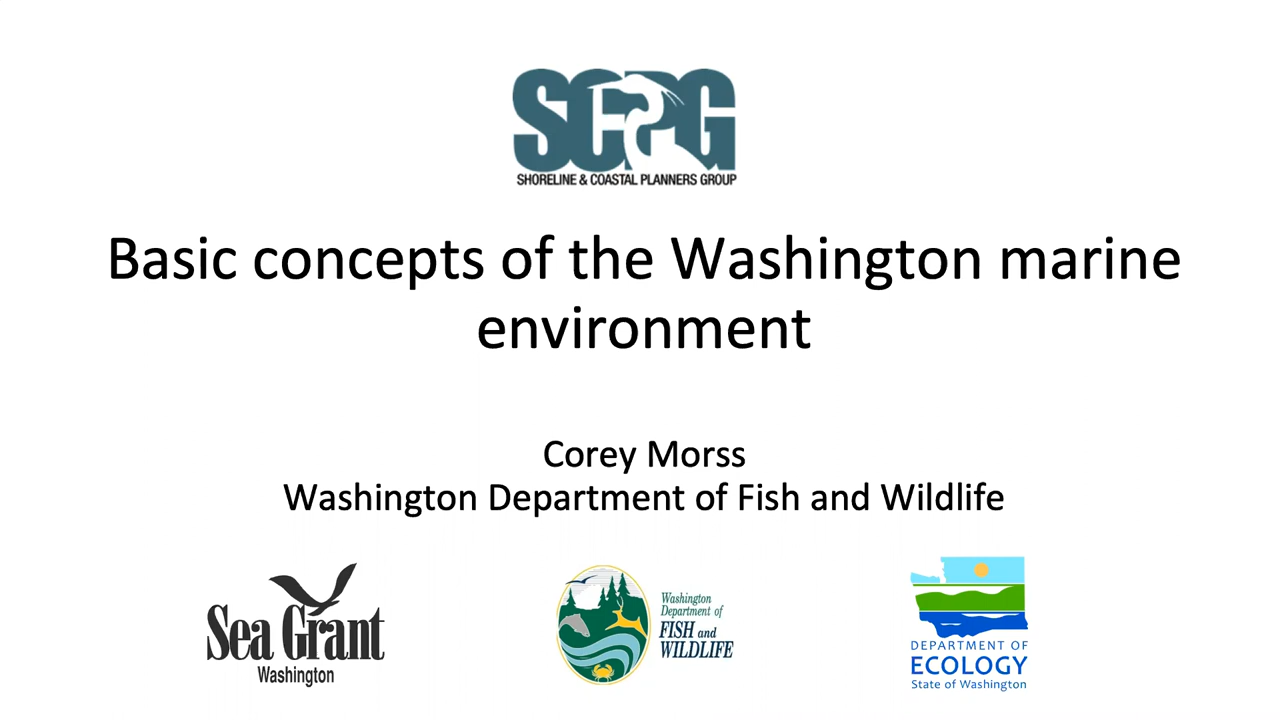 SCPG
SHORELINE & COASTAL PLANNERS GROUP
Basic concepts of the Washington marine
environment
Corey Morss
Washington Department of Fish and Wildlife
Sea Grant
Washington
Washington
Department of
FISH and
WILDLIFE
DEPARTMENT OF
ECOLOGY
State of Washington